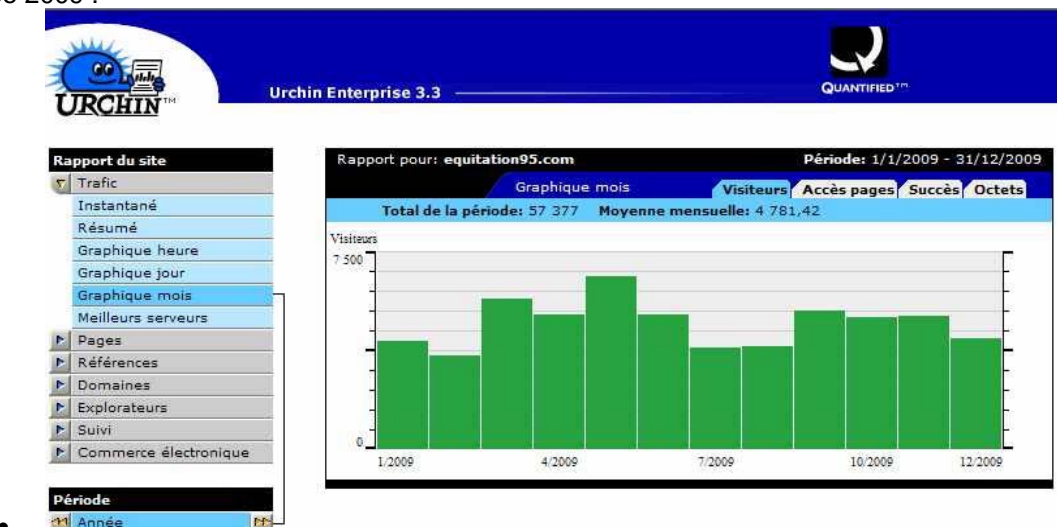 URCHIN™
Urchin Enterprise 3.3
QUANTIFIED™
Rapport du site
Trafic
Instantané
Résumé
Graphique heure
Graphique jour
Graphique mois
Meilleurs serveurs
Pages
Références
Domaines
Explorateurs
Suivi
Commerce électronique
Période
Année
Rapport pour: equitation95.com Période: 1/1/2009 - 31/12/2009
Graphique mois Visiteurs Accès pages Succès Octets
Total de la période: 57 377 Moyenne mensuelle: 4 781,42
Visiteurs
7 500
0
1/2009 4/2009 7/2009 10/2009 12/2009